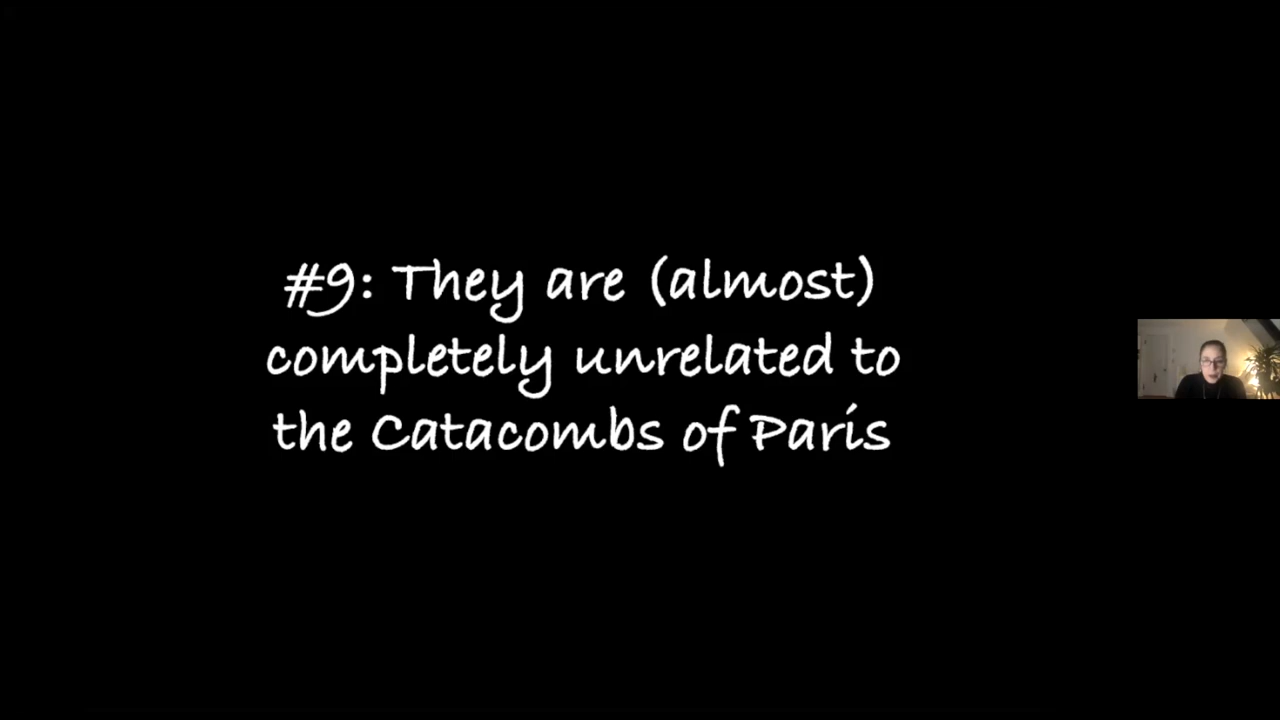 #9: They are (almost)
completely unrelated to
the Catacombs of Paris